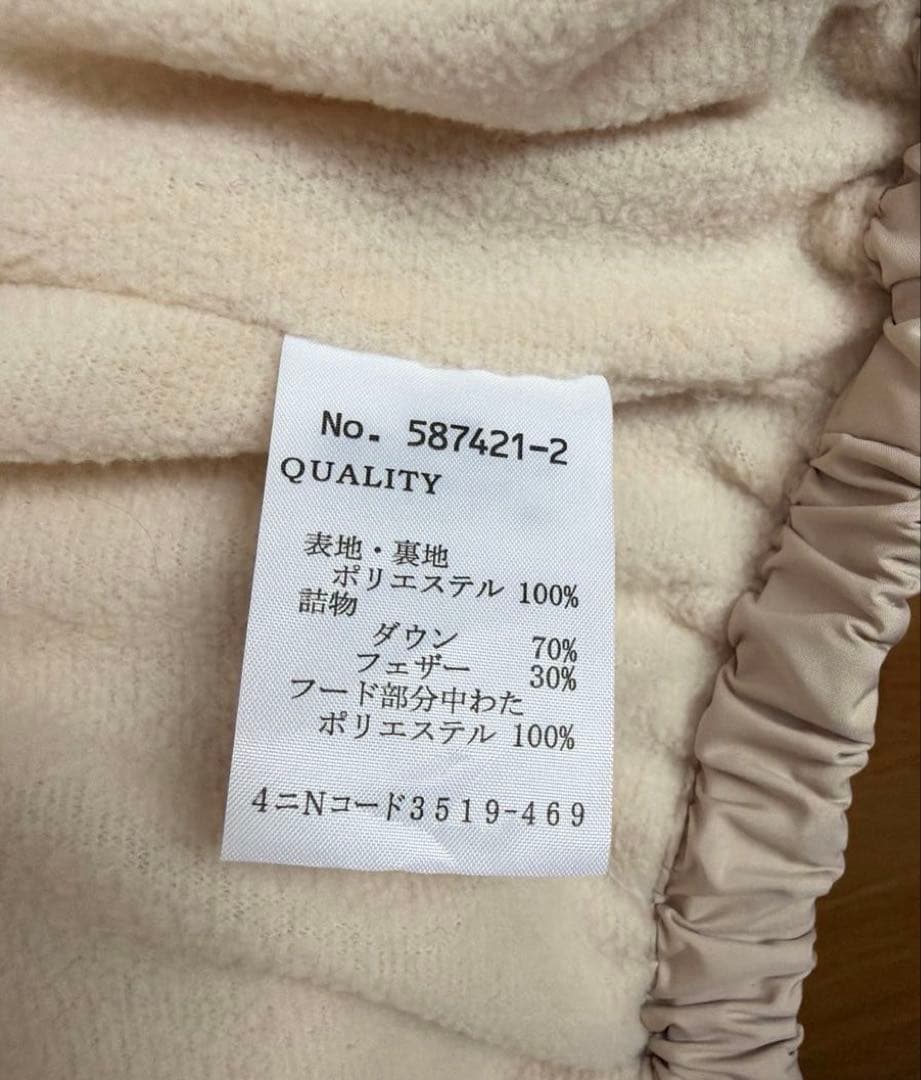 No. 587421-2
QUALITY
表地・裏地
ポリエステル 100%
詰物
ダウン 70%
フェザー 30%
フード部分中わた
ポリエステル 100%
4ニNコード3519-469